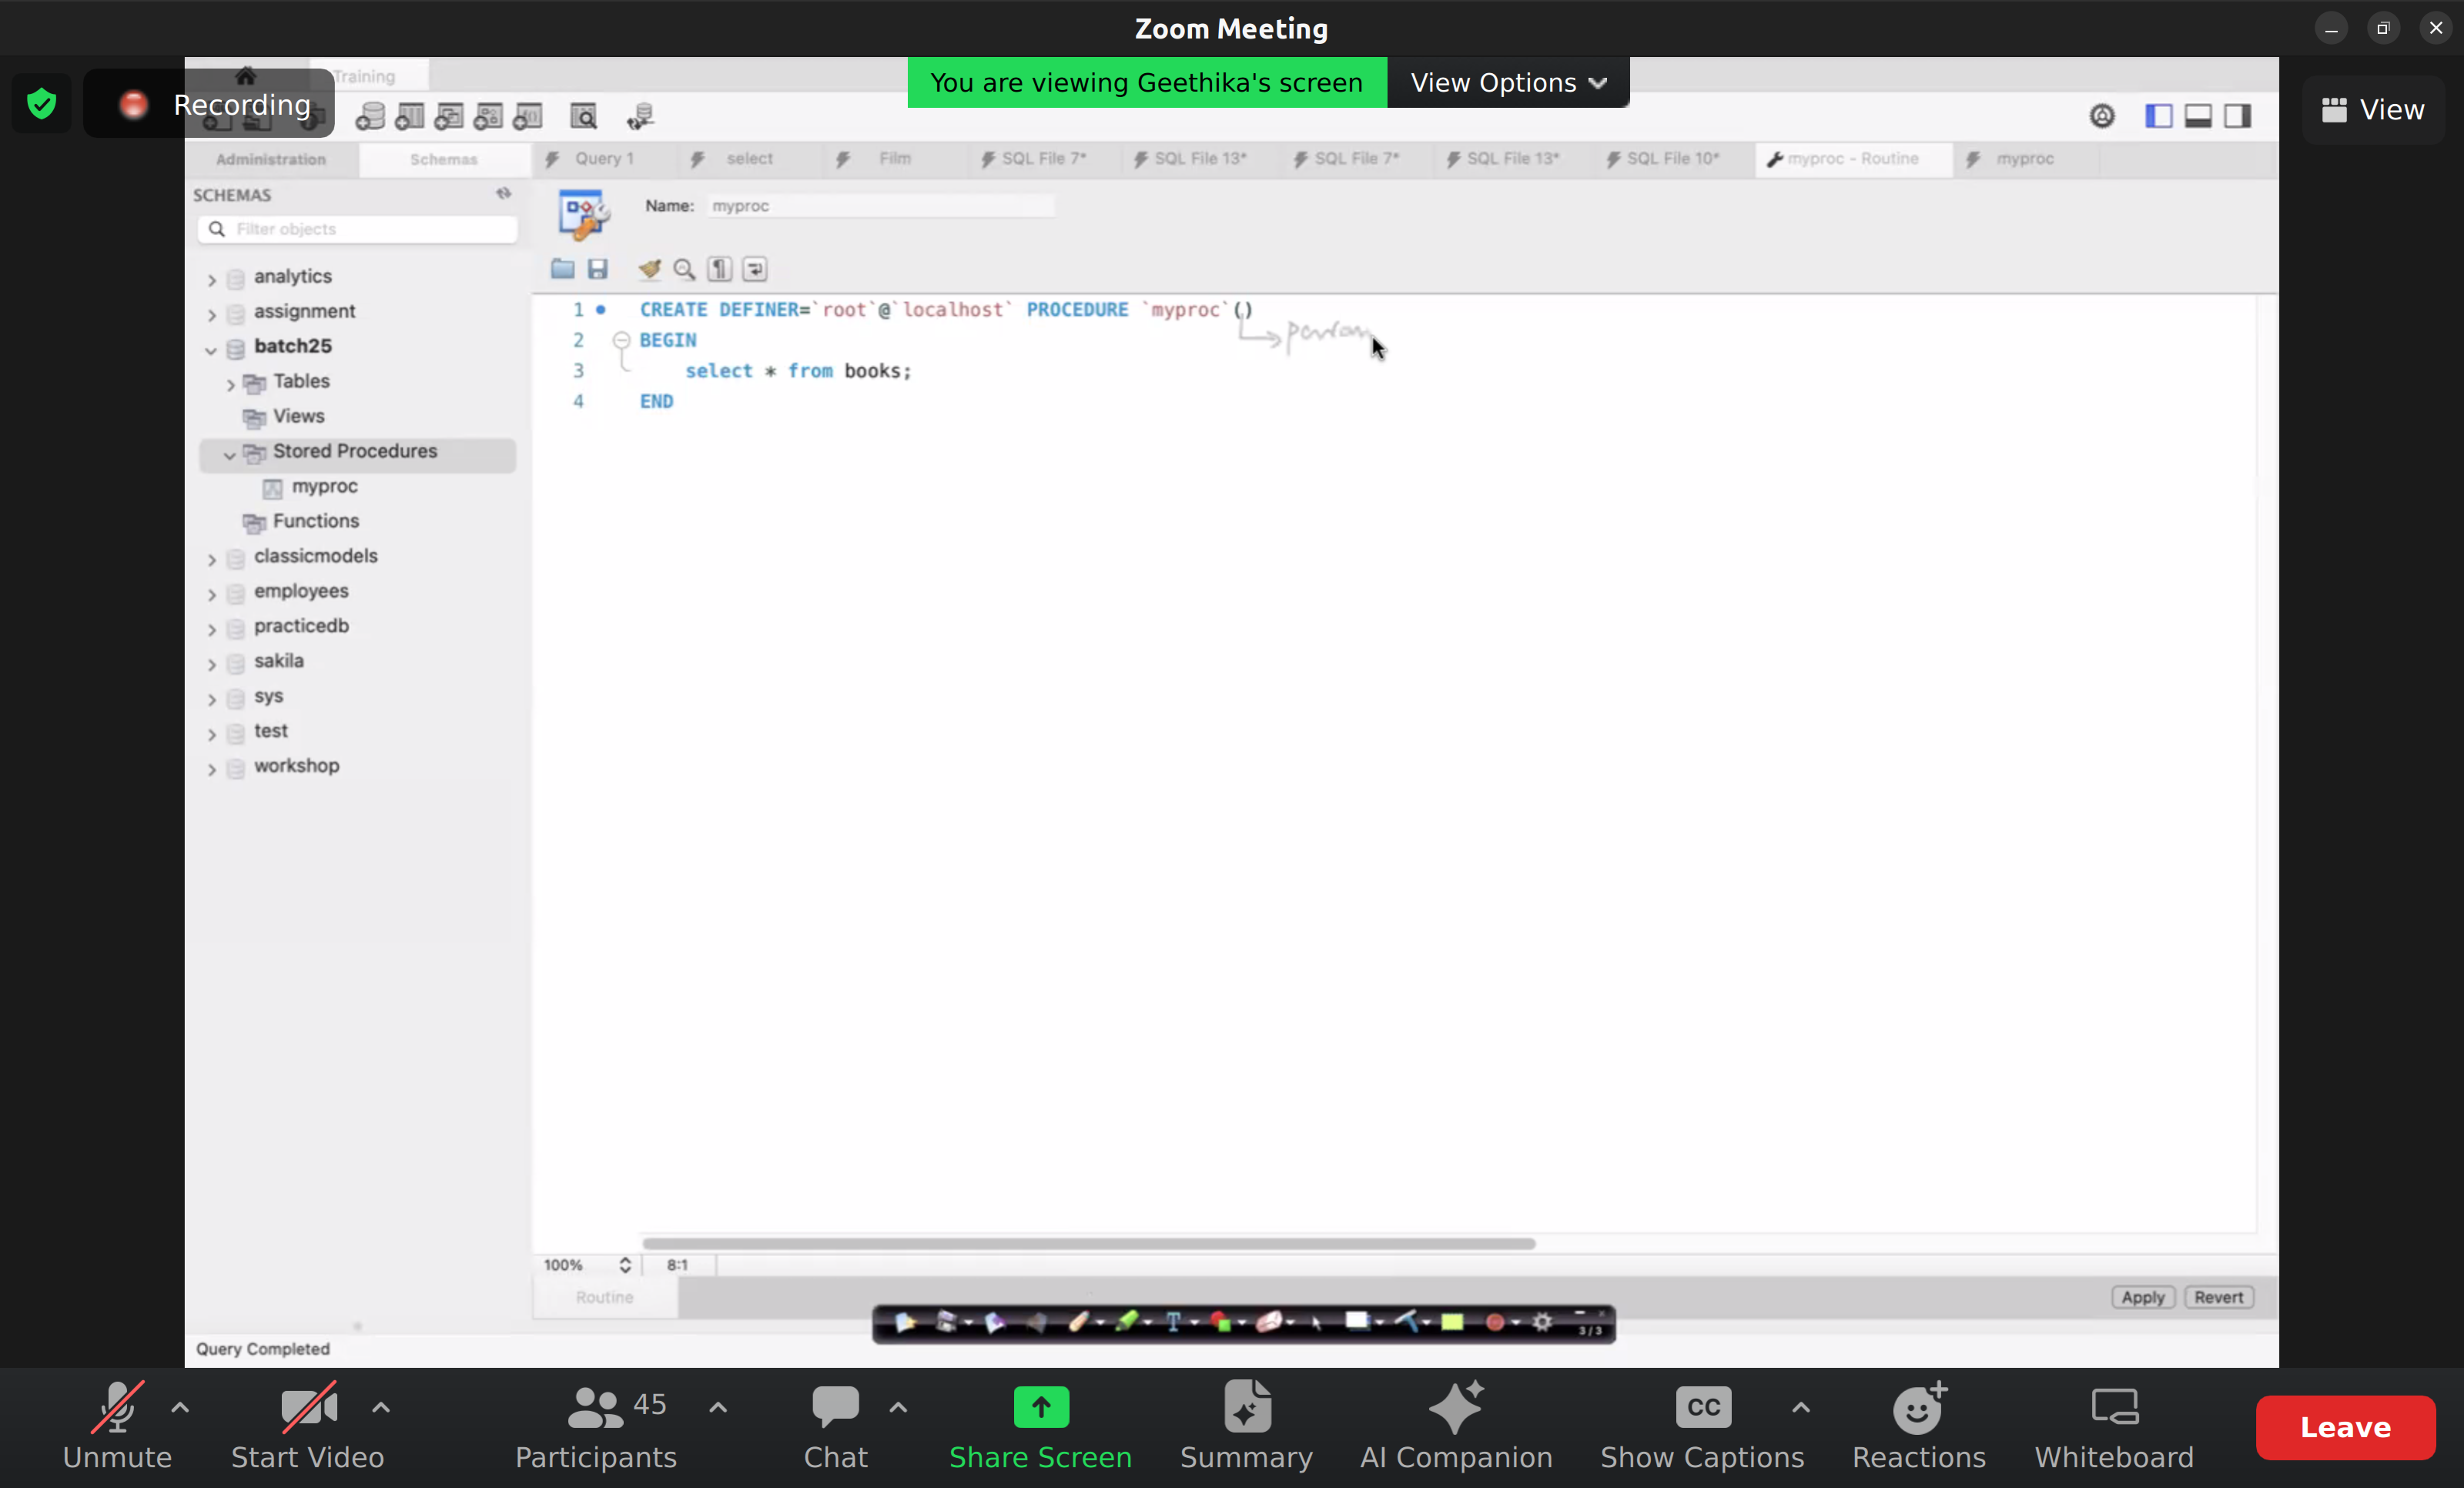 Zoom Meeting
You are viewing Geethika's screen
View Options
Recording
View
Training
Administration
Schemas
Query 1
select
Film
SQL File 7*
SQL File 13*
SQL File 7*
SQL File 13*
SQL File 10*
myproc - Routine
myproc
SCHEMAS
Filter objects
Name: myproc
analytics
assignment
batch25
Tables
Views
Stored Procedures
myproc
Functions
classicmodels
employees
practicedb
sakila
sys
test
workshop
1 CREATE DEFINER=`root`@`localhost` PROCEDURE `myproc`()
param
2 BEGIN
3 select * from books;
4 END
100%
8:1
Routine
Apply
Revert
3/3
Query Completed
45
CC
Unmute
Start Video
Participants
Chat
Share Screen
Summary
AI Companion
Show Captions
Reactions
Whiteboard
Leave